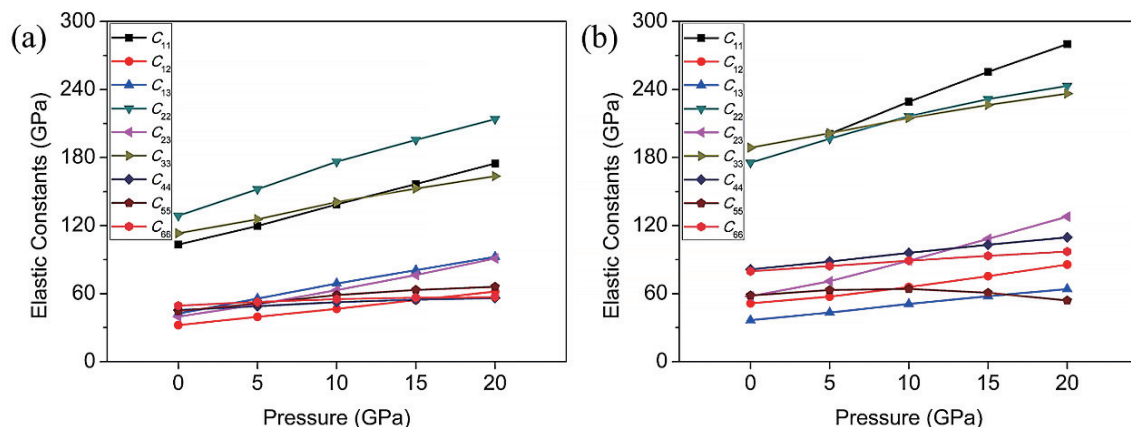 (a)
Elastic Constants (GPa)
300
240
180
120
60
0
C11
C12
C13
C22
C23
C33
C44
C55
C66
0 5 10 15 20
Pressure (GPa)
(b)
Elastic Constants (GPa)
300
240
180
120
60
0
C11
C12
C13
C22
C23
C33
C44
C55
C66
0 5 10 15 20
Pressure (GPa)